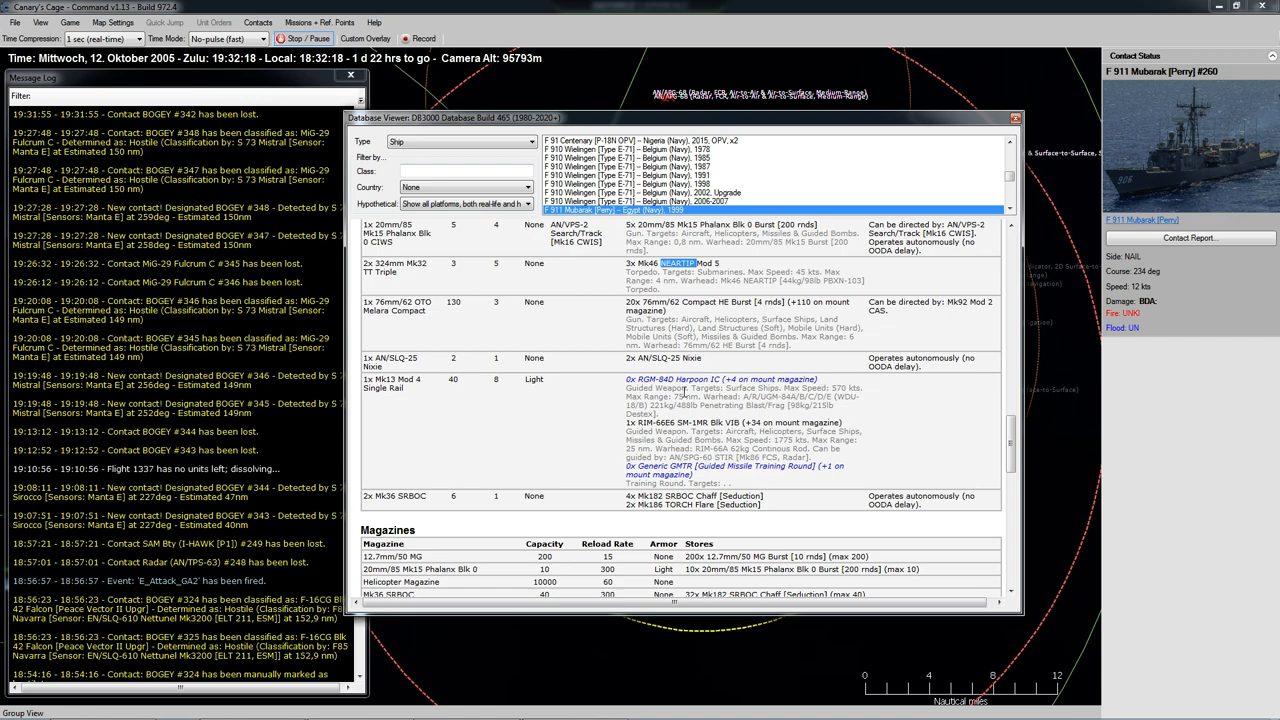 Canary's Cage - Command v1.13 - Build 972.4
File View Game Map Settings Quick Jump Unit Orders Contacts Missions + Ref. Points Help
Time Compression: 1 sec (real-time) Time Mode: No-pulse (fast) Stop / Pause Custom Overlay Record
Time: Mittwoch, 12. Oktober 2005 - Zulu: 19:32:18 - Local: 18:32:18 - 1 d 22 hrs to go - Camera Alt: 95793m
Message Log
Filter:
19:31:55 - 19:31:55 - Contact BOGEY #342 has been lost.
19:27:48 - 19:27:48 - Contact BOGEY #348 has been classified as: MiG-29
Fulcrum C - Determined as: Hostile (Classification by: S 73 Mistral [Sensor:
Manta E] at Estimated 150 nm)
19:27:48 - 19:27:48 - Contact BOGEY #347 has been classified as: MiG-29
Fulcrum C - Determined as: Hostile (Classification by: S 73 Mistral [Sensor:
Manta E] at Estimated 150 nm)
19:27:48 - 19:27:48 - New contact! Designated BOGEY #348 - Detected by S 7
Mistral [Sensors: Manta E] at 259deg - Estimated 150nm
19:27:48 - 19:27:48 - New contact! Designated BOGEY #347 - Detected by S 7
Mistral [Sensors: Manta E] at 258deg - Estimated 150nm
19:21:33 - 19:21:33 - Contact MiG-29 Fulcrum C #345 has been lost.
19:21:33 - 19:21:33 - Contact MiG-29 Fulcrum C #346 has been lost.
19:20:08 - 19:20:08 - Contact BOGEY #346 has been classified as: MiG-29
Fulcrum C - Determined as: Hostile (Classification by: S 73 Mistral [Sensor:
Manta E] at Estimated 149 nm)
19:20:08 - 19:20:08 - New contact! Designated BOGEY #346 - Detected by S 7
Mistral [Sensors: Manta E] at 254deg - Estimated 149nm
19:19:48 - 19:19:48 - Contact BOGEY #345 has been classified as: MiG-29
Fulcrum C - Determined as: Hostile (Classification by: S 73 Mistral [Sensor:
Manta E] at Estimated 149 nm)
19:19:48 - 19:19:48 - New contact! Designated BOGEY #345 - Detected by S 7
Mistral [Sensors: Manta E] at 252deg - Estimated 149nm
19:13:12 - 19:13:12 - Contact BOGEY #344 has been lost.
19:12:52 - 19:12:52 - Contact BOGEY #343 has been lost.
19:10:56 - 19:10:56 - Flight 1337 has no units left; dissolving...
19:08:11 - 19:08:11 - New contact! Designated BOGEY #344 - Detected by S 7
Sirocco [Sensors: Manta E] at 227deg - Estimated 47nm
19:07:51 - 19:07:51 - New contact! Designated BOGEY #343 - Detected by S 7
Sirocco [Sensors: Manta E] at 227deg - Estimated 40nm
18:57:21 - 18:57:01 - Contact SAM Bty (I-HAWK [P1]) #249 has been lost.
18:57:01 - 18:57:01 - Contact Radar (AN/TPS-63) #248 has been lost.
18:56:57 - 18:56:57 - Event: 'E_Attack_GA2' has been fired.
18:56:23 - 18:56:23 - Contact BOGEY #324 has been classified as: F-16CG Blk
42 Falcon [Peace Vector II Upgr] - Determined as: Hostile (Classification by: F
Navarra [Sensor: EN/SLQ-610 Nettunel Mk3200 [ELT 211, ESM]] at 152,9 nm)
18:56:23 - 18:56:23 - Contact BOGEY #325 has been classified as: F-16CG Blk
42 Falcon [Peace Vector II Upgr] - Determined as: Hostile (Classification by: F85
Navarra [Sensor: EN/SLQ-610 Nettunel Mk3200 [ELT 211, ESM]] at 152,9 nm)
18:54:16 - 18:54:16 - Contact BOGEY #324 has been manually marked as
Group View
Database Viewer: DB3000 Database Build 465 (1980-2020+)
Type Ship
Filter by...
Class:
Country: None
Hypothetical: Show all platforms, both real-life and h
F 91 Centenary [P-18N OPV] -- Nigeria (Navy), 2015, OPV, x2
F 910 Wielingen [Type E-71] -- Belgium (Navy), 1978
F 910 Wielingen [Type E-71] -- Belgium (Navy), 1985
F 910 Wielingen [Type E-71] -- Belgium (Navy), 1987
F 910 Wielingen [Type E-71] -- Belgium (Navy), 1991
F 910 Wielingen [Type E-71] -- Belgium (Navy), 1998
F 910 Wielingen [Type E-71] -- Belgium (Navy), 2002, Upgrade
F 910 Wielingen [Type E-71] -- Belgium (Navy), 2006-2007
F 911 Mubarak [Perry] -- Egypt (Navy), 1999
1x 20mm/85 Mk15 Phalanx Blk 0 CIWS 5 4 None AN/VPS-2 Search/Track [Mk16 CWIS]
5x 20mm/85 Mk15 Phalanx Blk 0 Burst [200 rnds]
Gun. Targets: Aircraft, Helicopters, Missiles & Guided Bombs.
Max Range: 0,8 nm. Warhead: 20mm/85 Mk15 Burst [200
rnds].
Can be directed by: AN/VPS-2
Search/Track [Mk16 CWIS].
Operates autonomously (no
OODA delay).
2x 324mm Mk32 TT Triple 3 5 None
3x Mk46 NEARTIP Mod 5
Torpedo. Targets: Submarines. Max Speed: 45 kts. Max
Range: 4 nm. Warhead: Mk46 NEARTIP [44kg/98lb PBXN-103]
Torpedo.
1x 76mm/62 OTO Melara Compact 130 3 None
20x 76mm/62 Compact HE Burst [4 rnds] (+110 on mount
magazine)
Gun. Targets: Aircraft, Helicopters, Surface Ships, Land
Structures (Hard), Land Structures (Soft), Mobile Units (Hard),
Mobile Units (Soft), Missiles & Guided Bombs. Max Range: 6
nm. Warhead: 76mm/62 HE Burst [4 rnds].
Can be directed by: Mk92 Mod 2
CAS.
1x AN/SLQ-25 Nixie 2 1 None 2x AN/SLQ-25 Nixie
Operates autonomously (no
OODA delay).
1x Mk13 Mod 4 Single Rail 40 8 Light
0x RGM-84D Harpoon IC (+4 on mount magazine)
Guided Weapon. Targets: Surface Ships. Max Speed: 570 kts.
Max Range: 75nm. Warhead: A/R/UGM-84A/B/C/D/E (WDU-
18/B) 221kg/488lb Penetrating Blast/Frag [98kg/215lb
Destex].
1x RIM-66E6 SM-1MR Blk VIB (+34 on mount magazine)
Guided Weapon. Targets: Aircraft, Helicopters, Surface Ships,
Missiles & Guided Bombs. Max Speed: 1775 kts. Max Range:
25 nm. Warhead: RIM-66A 62kg Continous Rod. Can be
guided by: AN/SPG-60 STIR [Mk86 FCS, Radar].
0x Generic GMTR [Guided Missile Training Round] (+1 on
mount magazine)
Training Round. Targets: . .
2x Mk36 SRBOC 6 1 None
4x Mk182 SRBOC Chaff [Seduction]
2x Mk186 TORCH Flare [Seduction]
Operates autonomously (no
OODA delay).
Magazines
Magazine Capacity Reload Rate Armor Stores
12.7mm/50 MG 200 15 None 200x 12.7mm/50 MG Burst [10 rnds] (max 200)
20mm/85 Mk15 Phalanx Blk 0 10 300 Light 10x 20mm/85 Mk15 Phalanx Blk 0 Burst [200 rnds] (max 10)
Helicopter Magazine 10000 60 None
Mk36 SRBOC 40 300 None 32x Mk182 SRBOC Chaff [Seduction] (max 40)
& Surface-to-Surface, S
0 4 8 12
Nautical miles
Contact Status
F 911 Mubarak [Perry] #260
906
F 911 Mubarak [Perry]
Contact Report...
Side: NAIL
Course: 234 deg
Speed: 12 kts
Damage: BDA:
Fire: UNKI
Flood: UN